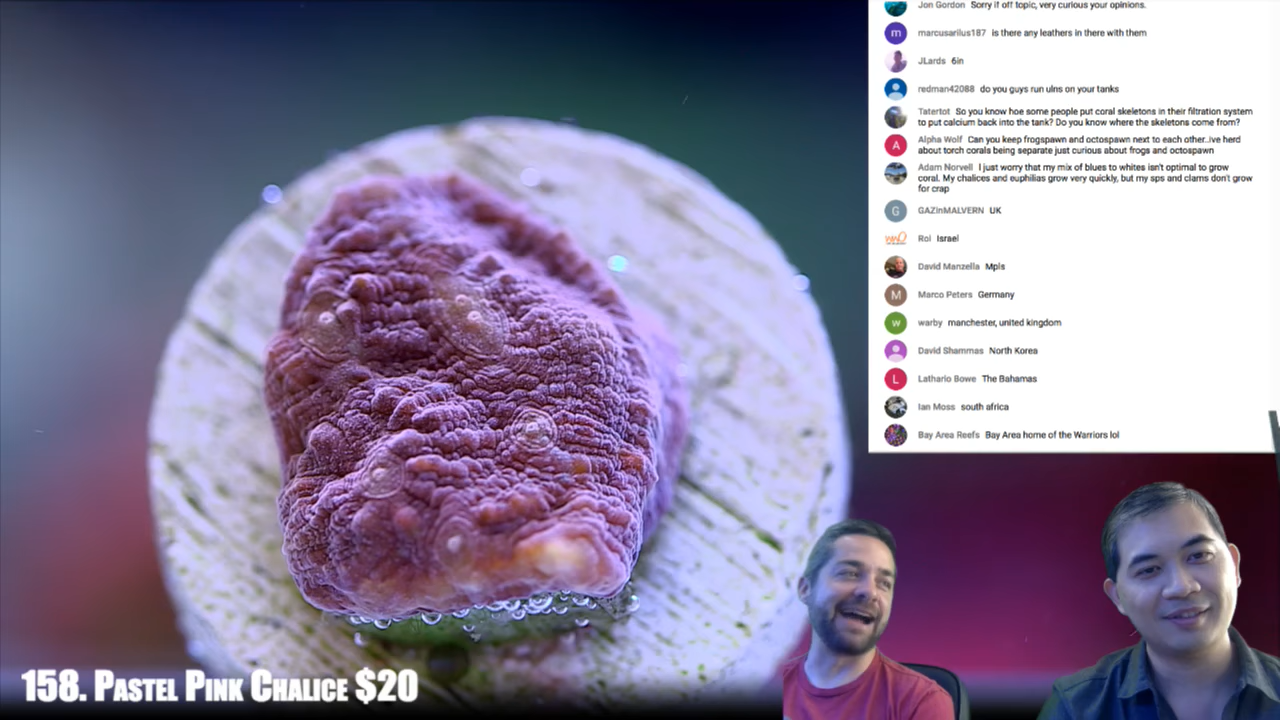 Jon Gordon Sorry if off topic, very curious your opinions.
m marcusarilus187 is there any leathers in there with them
JLards 6in
redman42088 do you guys run ulns on your tanks
Tatertot So you know hoe some people put coral skeletons in their filtration system
to put calcium back into the tank? Do you know where the skeletons come from?
A Alpha Wolf Can you keep frogspawn and octospawn next to each other..ive herd
about torch corals being separate just curious about frogs and octospawn
Adam Norvell I just worry that my mix of blues to whites isn't optimal to grow
coral. My chalices and euphilias grow very quickly, but my sps and clams don't grow
for crap
G GAZinMALVERN UK
Roi Israel
David Manzella Mpls
M Marco Peters Germany
w warby manchester, united kingdom
David Shammas North Korea
L Lathario Bowe The Bahamas
Ian Moss south africa
Bay Area Reefs Bay Area home of the Warriors lol
158. Pastel Pink Chalice $20